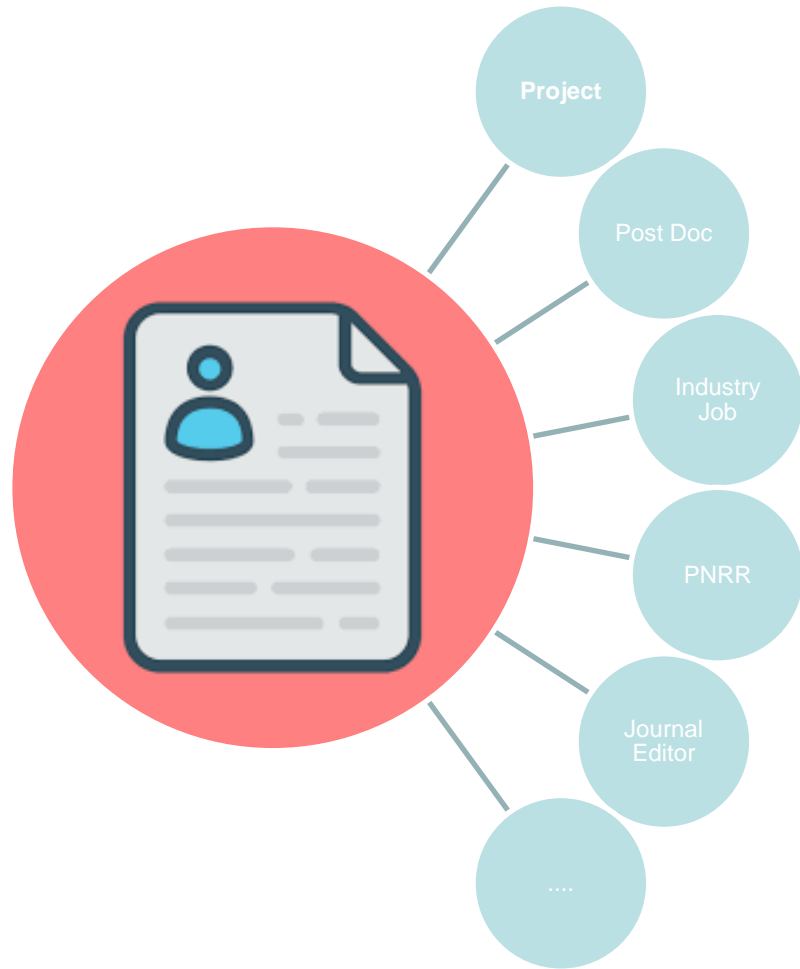 Project
Post Doc
Industry
Job
PNRR
Journal
Editor
....